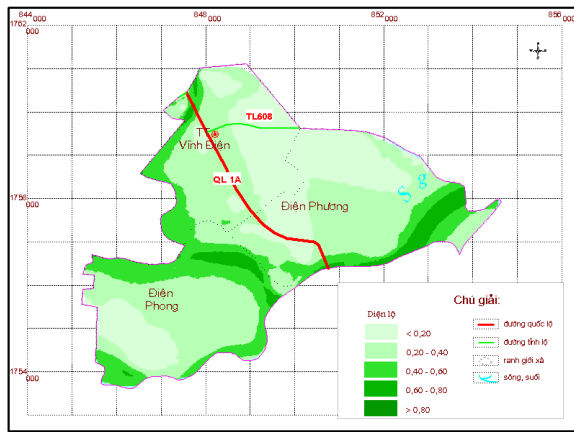 844 000 848 000 852 000 856 000
1762 000
TL608
TT
Vĩnh Điện
QL 1A
1758 000
Điện Phương
Điện
Phong
1754 000
Chú giải:
Diện lộ
< 0,20
0,20 - 0,40
0,40 - 0,60
0,60 - 0,80
> 0,80
đường quốc lộ
đường tỉnh lộ
ranh giới xã
sông, suối